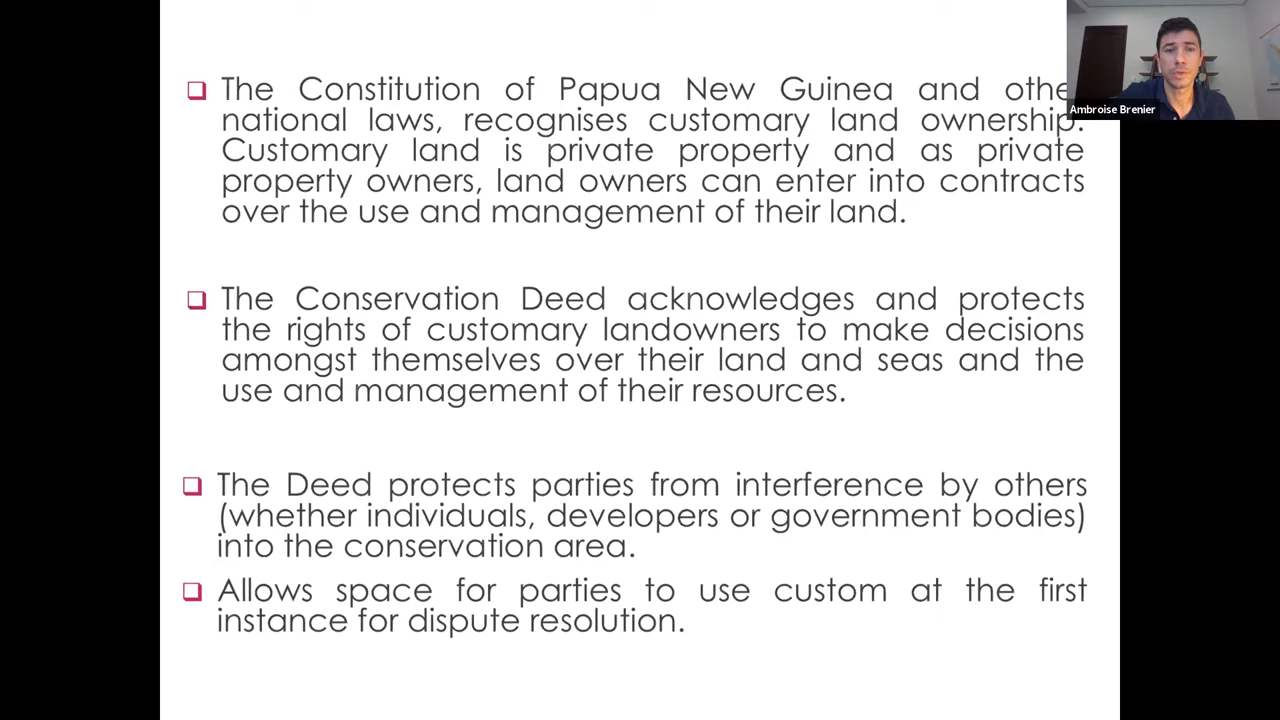 The Constitution of Papua New Guinea and other
national laws, recognises customary land ownership.
Customary land is private property and as private
property owners, land owners can enter into contracts
over the use and management of their land.
The Conservation Deed acknowledges and protects
the rights of customary landowners to make decisions
amongst themselves over their land and seas and the
use and management of their resources.
The Deed protects parties from interference by others
(whether individuals, developers or government bodies)
into the conservation area.
Allows space for parties to use custom at the first
instance for dispute resolution.
Ambroise Brenier